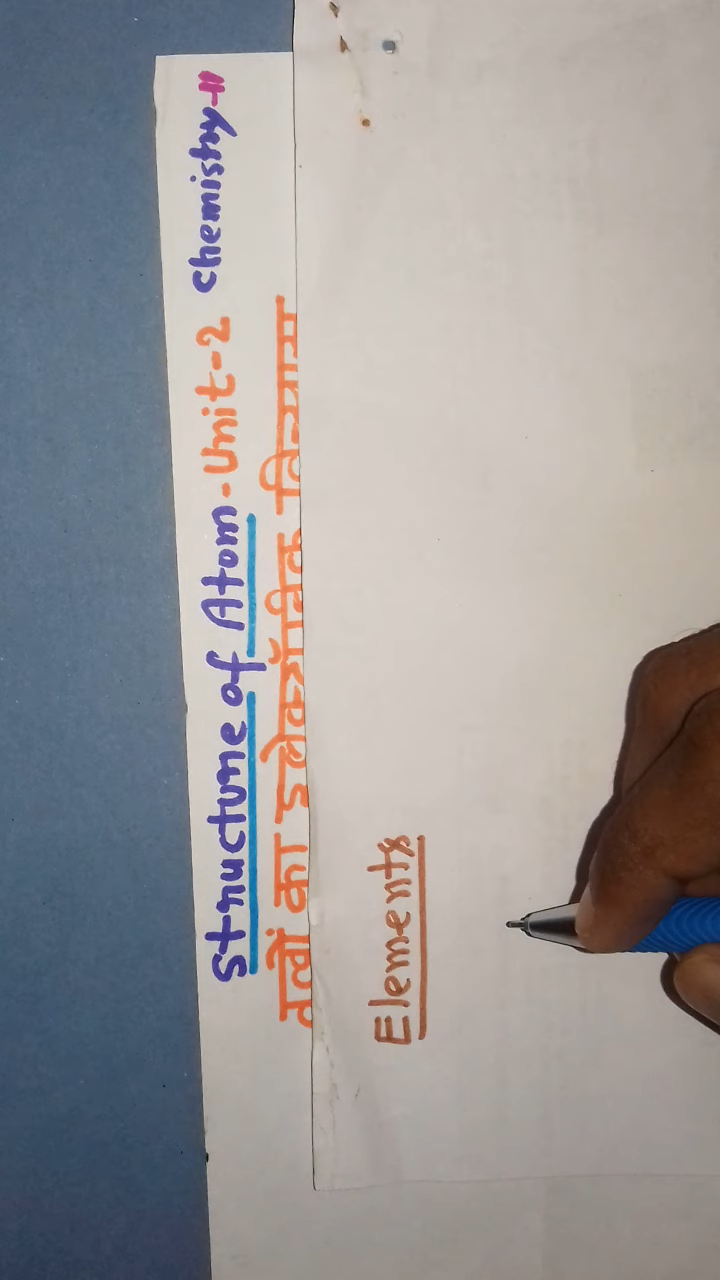 Structure of Atom - Unit-2 Chemistry-11
तत्वों का इलेक्ट्रॉनिक विन्यास
Elements